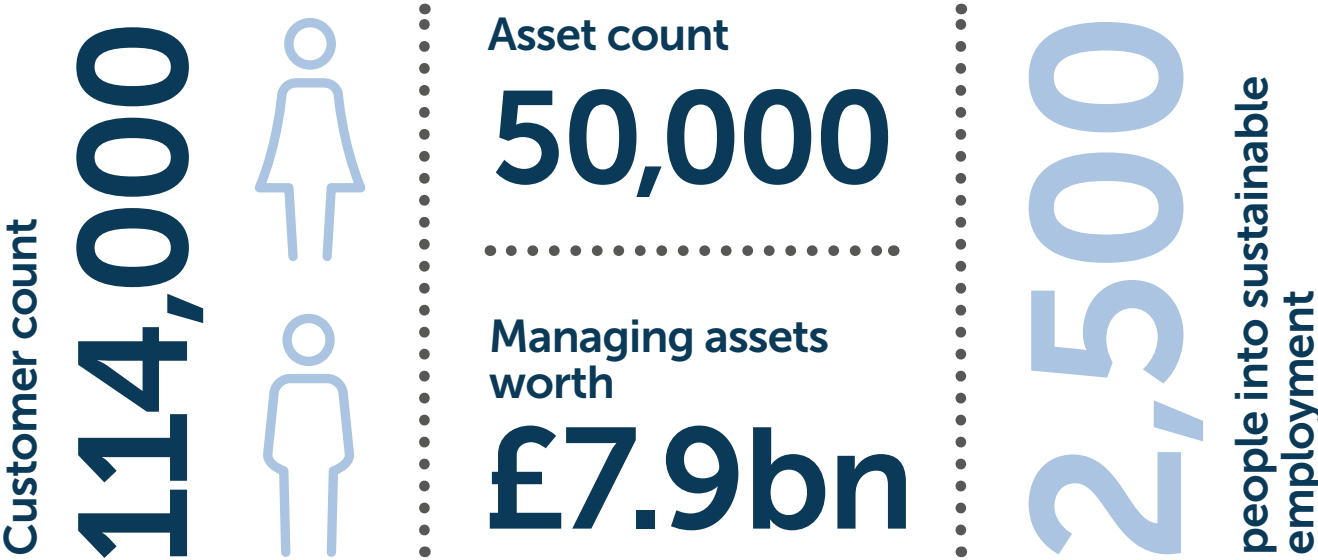 Customer count
114,000
Asset count
50,000
Managing assets
worth
£7.9bn
2,500
people into sustainable
employment